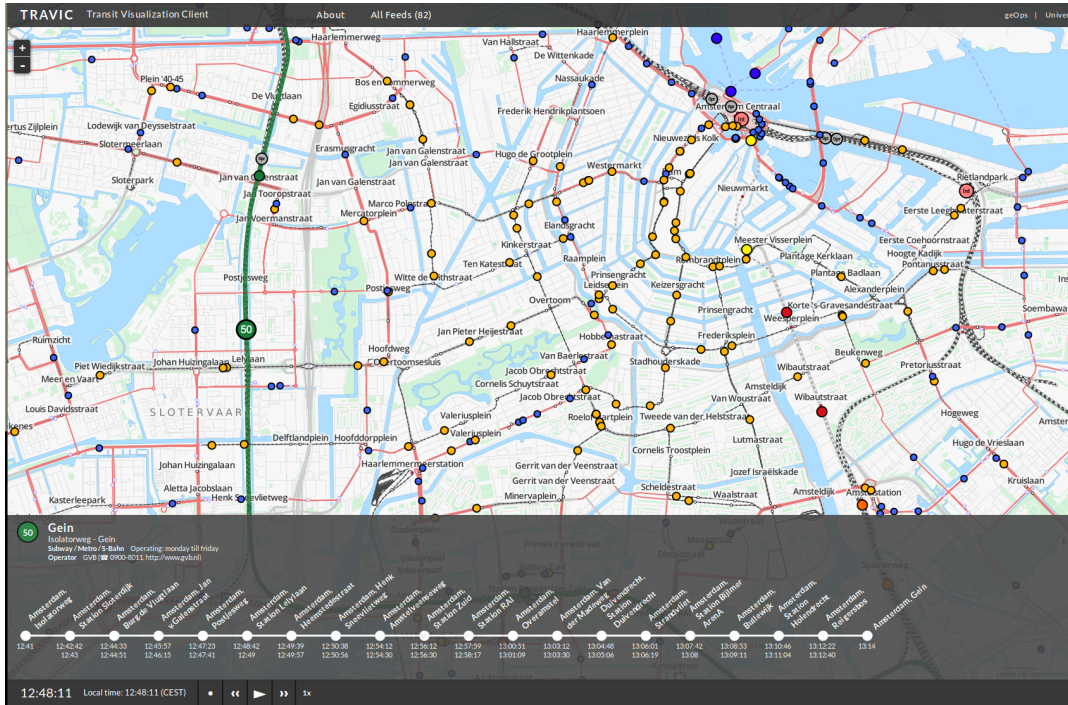 TRAVIC Transit Visualization Client About All Feeds (82) geOps | Univer
+
-
Haarlemmerweg
Haarlemmerplein
Van Hallstraat
De Wittenkade
Plein '40-45
Bos en Lommerweg
Nassaukade
De Vlugtlaan
Egidiusstraat
Amsterdam Centraal
Frederik Hendrikplantsoen
ertus Zijlplein
Lodewijk van Deysselstraat
Slotermeerlaan
Erasmusgracht
Jan van Galenstraat
Jan van Galenstraat
Hugo de Grootplein
Nieuwezijds Kolk
Westermarkt
Sloterpark
Jan van Galenstraat
Jan van Galenstraat
Rietlandpark
Int
Int
Jan Tooropstraat
Nieuwmarkt
Marco Polostraat
Mercatorplein
Jan Voermanstraat
Eerste Leeghwaterstraat
Elandsgracht
Kinkerstraat
Meester Visserplein
Eerste Coehoornstraat
Plantage Kerklaan
Hoogte Kadijk
Raamplein
Ten Katestraat
Rembrandtplein
Pontanusstraat
Postjesweg
Witte de Withstraat
Prinsengracht
Plantage Badlaan
Leidseplein
Keizersgracht
Alexanderplein
Postjesweg
Overtoom
Prinsengracht
Korte 's-Gravesandestraat
Weesperplein
Soembawa
50
Jan Pieter Heijestraat
Hobbemastraat
Frederiksplein
Ruimzicht
Hoofdweg
Van Baerlestraat
Beukenweg
Johan Huizingalaan
Lelylaan
Overtoomsesluis
Stadhouderskade
Piet Wiedijkstraat
Wibautstraat
Pretoriusstraat
Meer en Vaart
Jacob Obrechtstraat
Cornelis Schuytstraat
Amsteldijk
Jacob Obrechtstraat
Van Woustraat
Wibautstraat
Louis Davidsstraat
SLOTERVAART
Valeriusplein
Roelof Hartplein
Tweede van der Helststraat
Hogeweg
kenes
Delftlandplein
Hoofddorpplein
Valeriusplein
Lutmastraat
Hugo de Vrieslaan
Cornelis Troostplein
Johan Huizingalaan
Haarlemmermeerstation
Gerrit van der Veenstraat
Jozef Israëlskade
Aletta Jacobslaan
Gerrit van der Veenstraat
Scheldestraat
Kruislaan
Kasterleepark
Henk Sneevlietweg
Minervaplein
Waalstraat
Amsteldijk
Amstelstation
50
Gein
Isolatorweg - Gein
Subway / Metro / S-Bahn Operating: monday till friday
Operator GVB (☎ 0900-8011, http://www.gvb.nl)
Amsterdam, Isolatorweg
Amsterdam, Station Sloterdijk
Amsterdam, Burg.de Vlugtlaan
Amsterdam, Jan v.Galenstraat
Amsterdam, Postjesweg
Amsterdam, Station Lelylaan
Amsterdam, Heemstedestraat
Amsterdam, Henk Sneevlietweg
Amsterdam, Amstelveenseweg
Amsterdam, Station Zuid
Amsterdam, Station RAI
Amsterdam, Overamstel
Amsterdam, Van der Madeweg
Duivendrecht, Station Duivendrecht
Amsterdam, Strandvliet
Amsterdam, Station Bijlmer Arena
Amsterdam, Bullewijk
Amsterdam, Station Holendrecht
Amsterdam, Reigersbos
Amsterdam, Gein
12:41 12:42:42 12:44:33 12:45:57 12:47:23 12:48:42 12:49:39 12:50:38 12:54:12 12:56:12 12:57:59 13:00:51 13:03:12 13:04:48 13:06:01 13:07:42 13:08:53 13:10:46 13:12:22 13:14
12:43 12:44:51 12:46:15 12:47:41 12:49 12:49:57 12:50:56 12:54:30 12:56:30 12:58:17 13:01:09 13:03:30 13:05:06 13:06:19 13:08 13:09:11 13:11:04 13:12:40
12:48:11 Local time: 12:48:11 (CEST) 1x